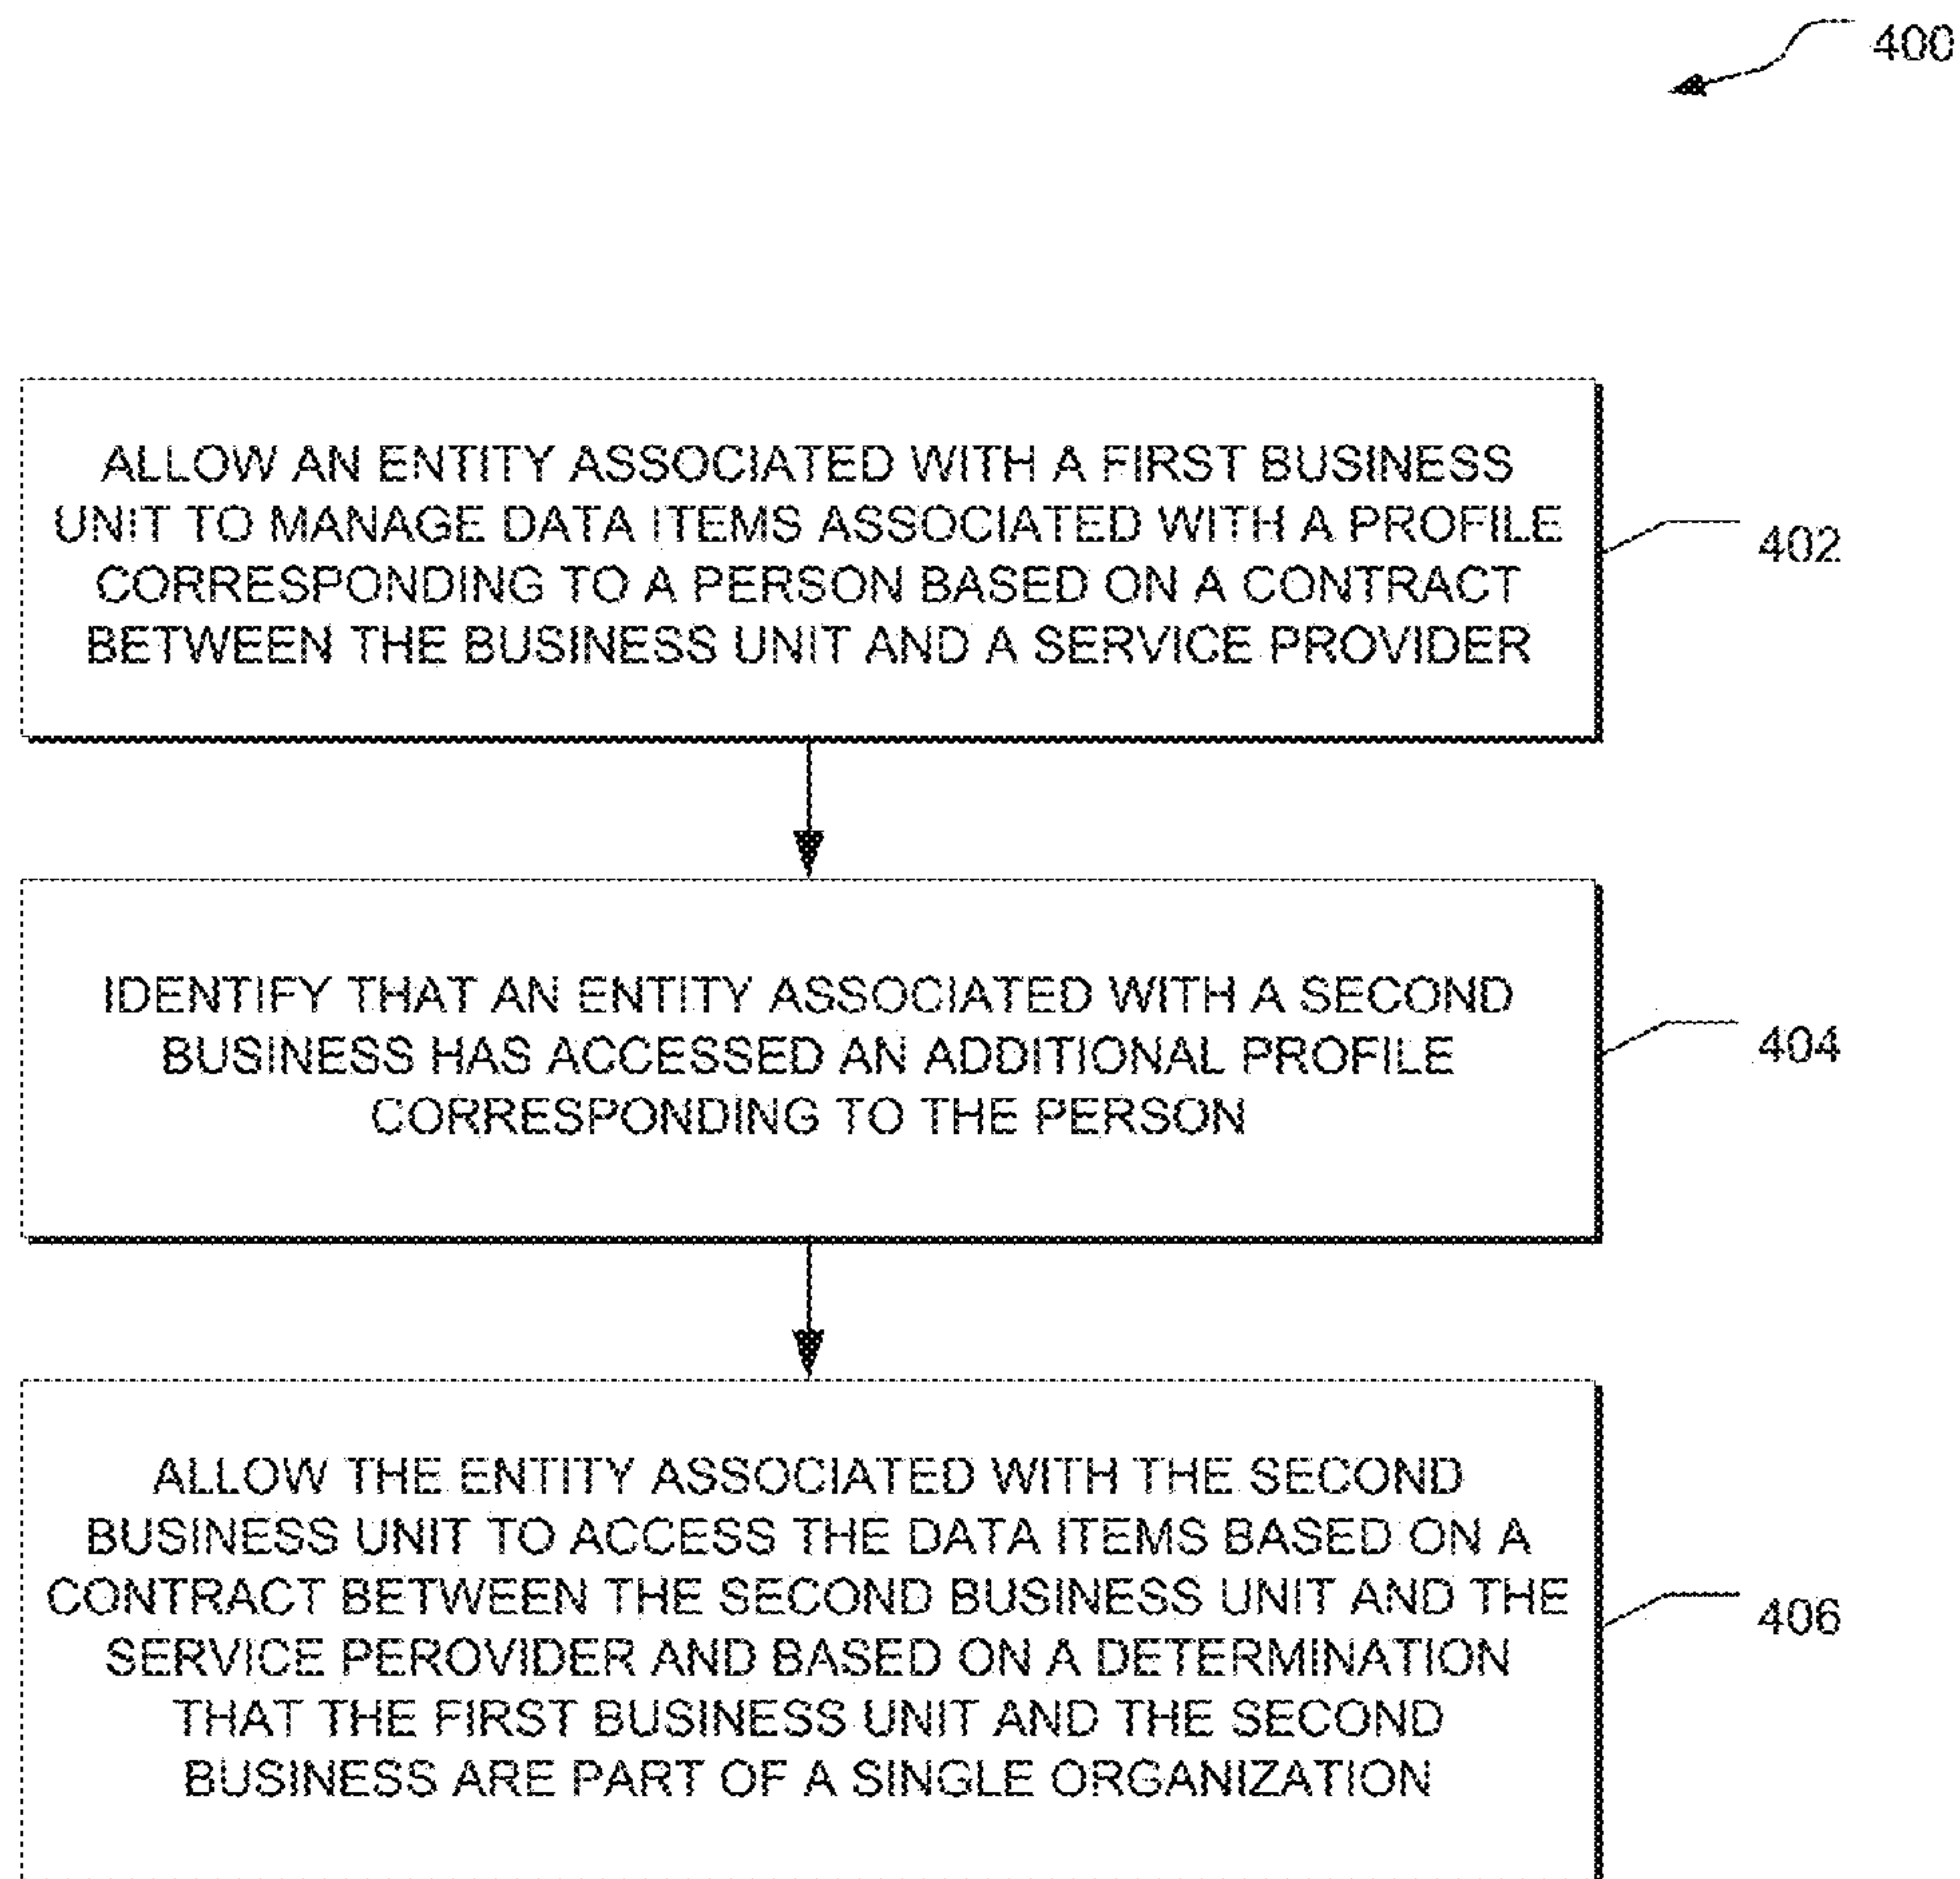 400
ALLOW AN ENTITY ASSOCIATED WITH A FIRST BUSINESS
UNIT TO MANAGE DATA ITEMS ASSOCIATED WITH A PROFILE
CORRESPONDING TO A PERSON BASED ON A CONTRACT
BETWEEN THE BUSINESS UNIT AND A SERVICE PROVIDER
402
IDENTIFY THAT AN ENTITY ASSOCIATED WITH A SECOND
BUSINESS HAS ACCESSED AN ADDITIONAL PROFILE
CORRESPONDING TO THE PERSON
404
ALLOW THE ENTITY ASSOCIATED WITH THE SECOND
BUSINESS UNIT TO ACCESS THE DATA ITEMS BASED ON A
CONTRACT BETWEEN THE SECOND BUSINESS UNIT AND THE
SERVICE PEROVIDER AND BASED ON A DETERMINATION
THAT THE FIRST BUSINESS UNIT AND THE SECOND
BUSINESS ARE PART OF A SINGLE ORGANIZATION
406